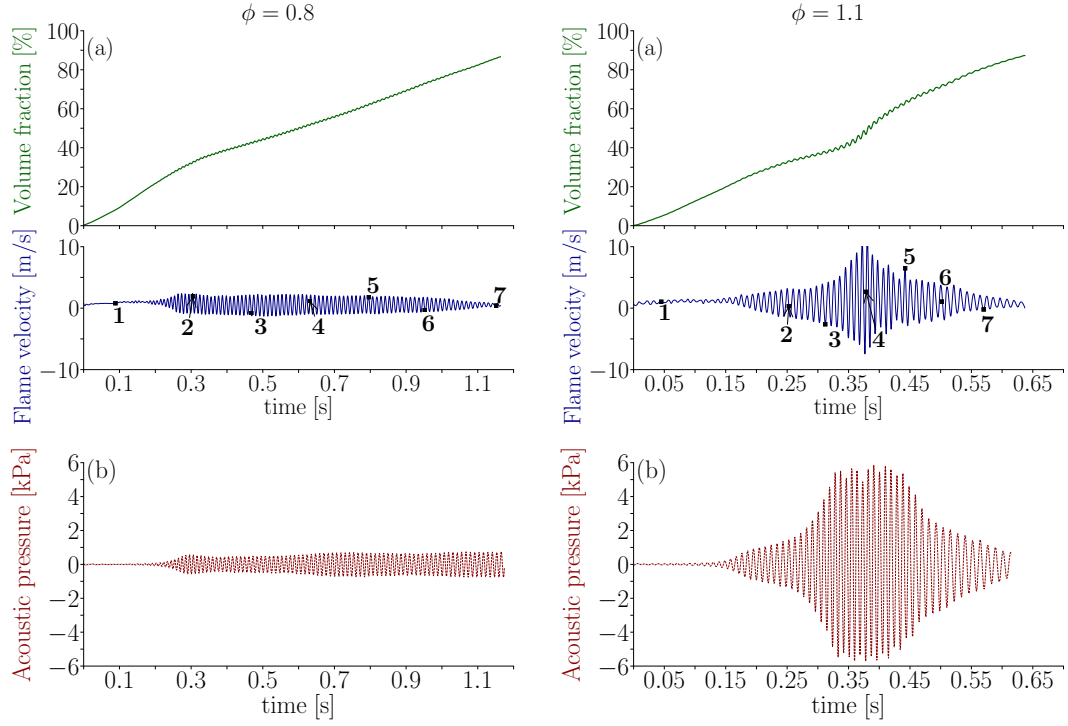 ϕ = 0.8
(a)
Volume fraction [%]
100
80
60
40
20
0
Flame velocity [m/s]
10
0
−10
1
2
3
4
5
6
7
0.1 0.3 0.5 0.7 0.9 1.1
time [s]
(b)
Acoustic pressure [kPa]
6
4
2
0
−2
−4
−6
0.1 0.3 0.5 0.7 0.9 1.1
time [s]
ϕ = 1.1
(a)
Volume fraction [%]
100
80
60
40
20
0
Flame velocity [m/s]
10
0
−10
1
2
3
4
5
6
7
0.05 0.15 0.25 0.35 0.45 0.55 0.65
time [s]
(b)
Acoustic pressure [kPa]
6
4
2
0
−2
−4
−6
0.05 0.15 0.25 0.35 0.45 0.55 0.65
time [s]